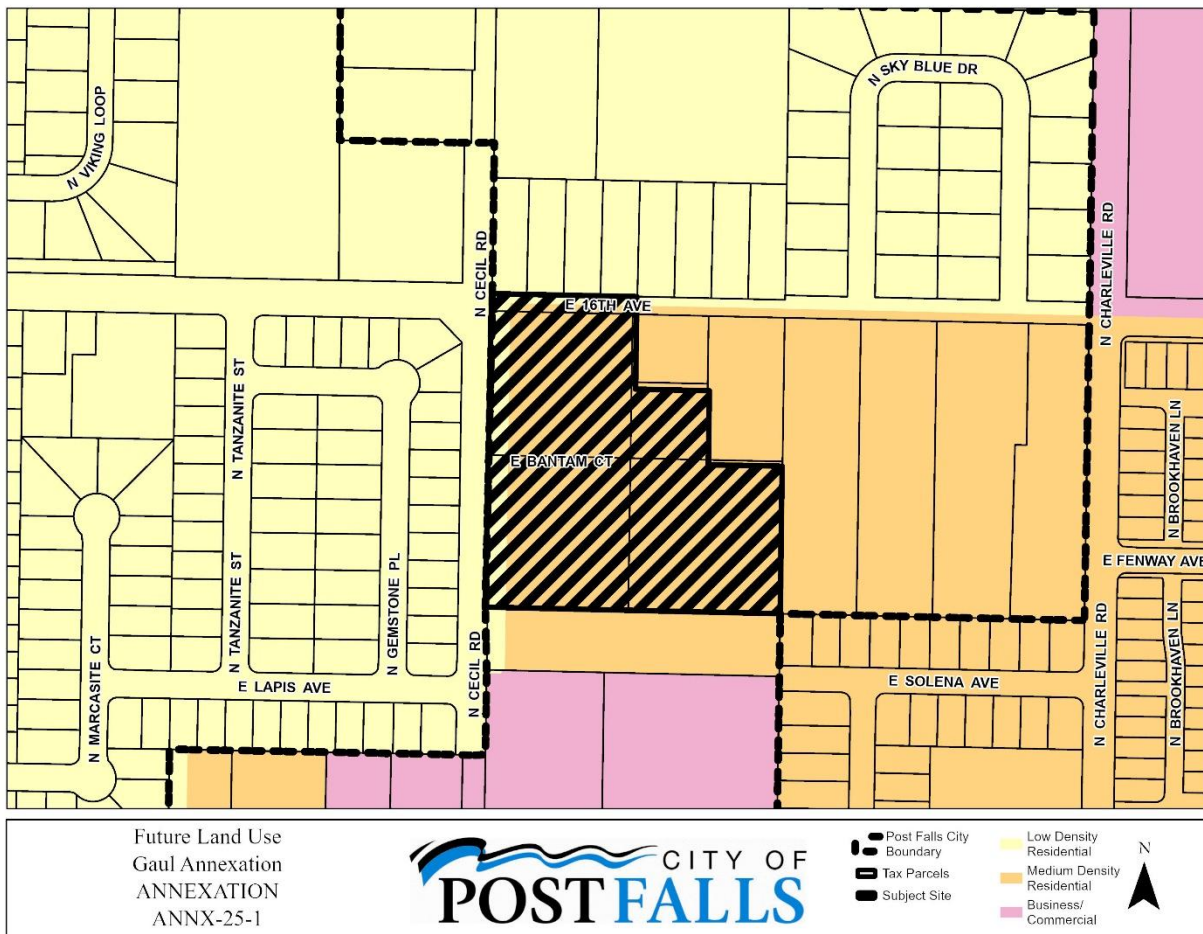 N VIKING LOOP
N SKY BLUE DR
N CECIL RD
N CHARLEVILLE RD
E 16TH AVE
N TANZANITE ST
E BANTAM CT
N BROOKHAVEN LN
E FENWAY AVE
N MARCASITE CT
N TANZANITE ST
N GEMSTONE PL
N CECIL RD
E LAPIS AVE
E SOLENA AVE
N CHARLEVILLE RD
N BROOKHAVEN LN
Future Land Use
Gaul Annexation
ANNEXATION
ANNX-25-1
CITY OF
POST FALLS
Post Falls City
Boundary
Tax Parcels
Subject Site
Low Density
Residential
Medium Density
Residential
Business/
Commercial
N